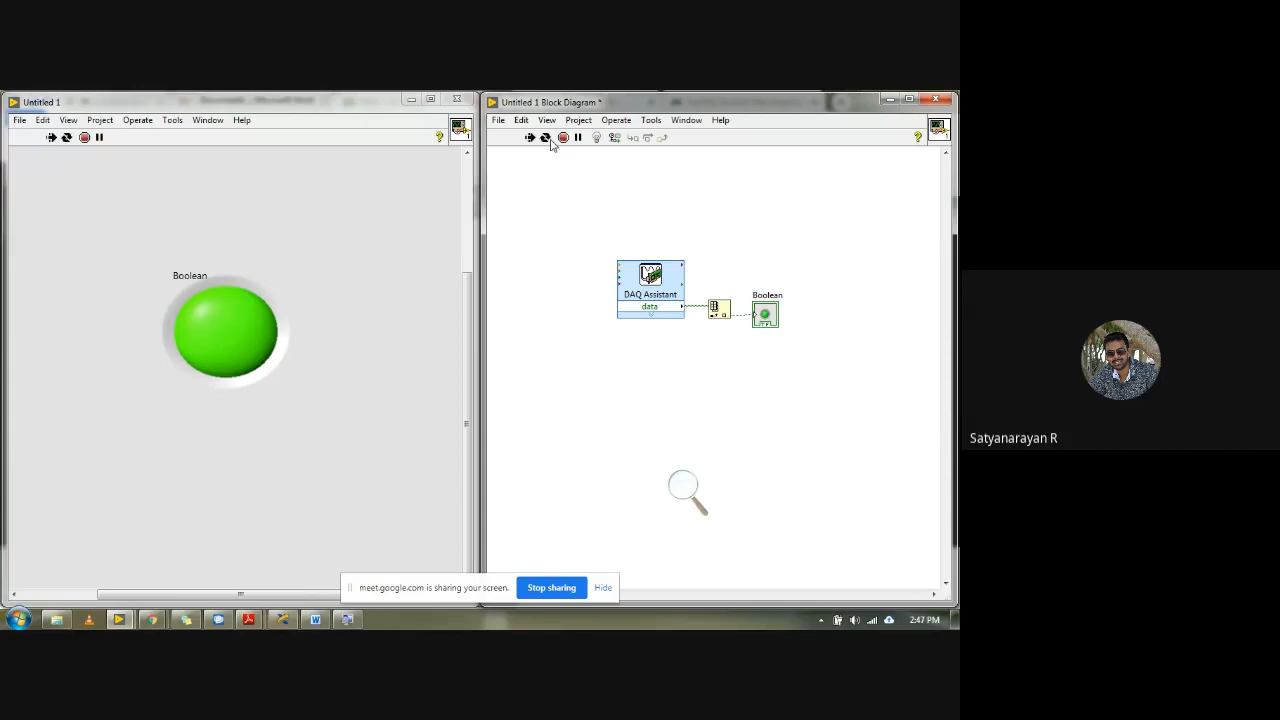 Untitled 1
File Edit View Project Operate Tools Window Help
Boolean
Untitled 1 Block Diagram *
File Edit View Project Operate Tools Window Help
DAQ Assistant
data
Boolean
TF
Satyanarayan R
meet.google.com is sharing your screen.
Stop sharing
Hide
2:47 PM